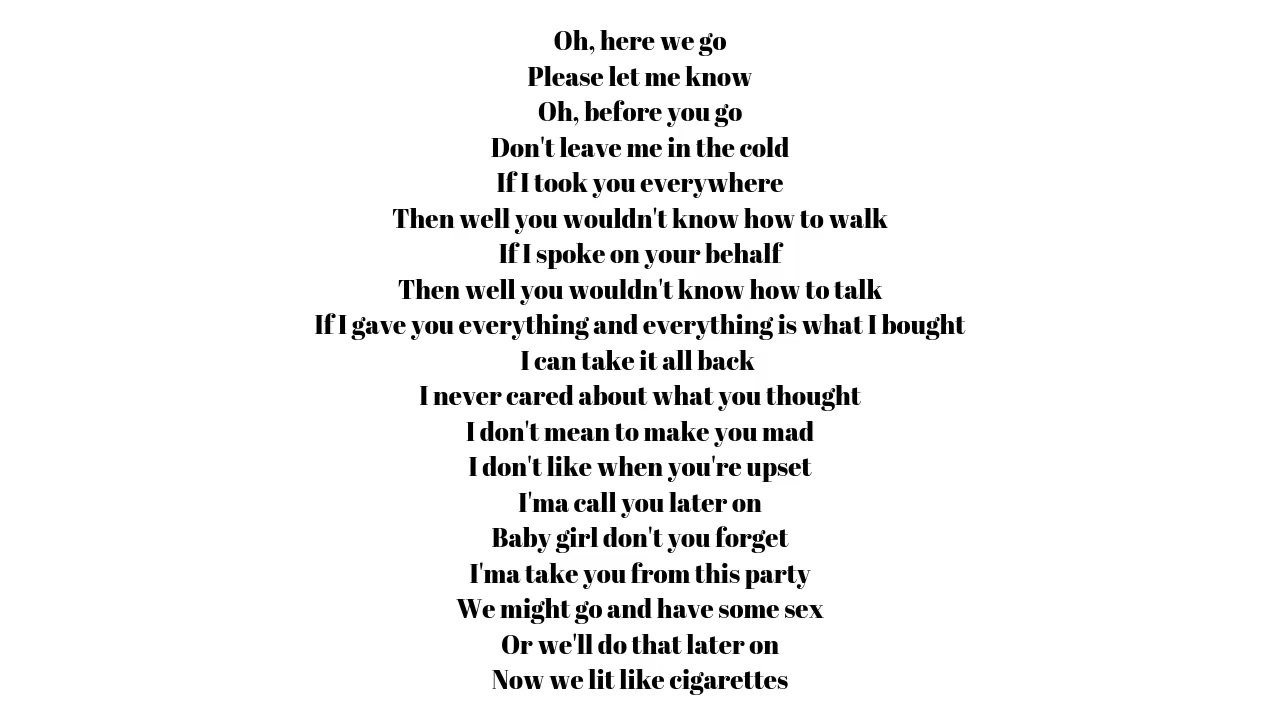 Oh, here we go
Please let me know
Oh, before you go
Don't leave me in the cold
If I took you everywhere
Then well you wouldn't know how to walk
If I spoke on your behalf
Then well you wouldn't know how to talk
If I gave you everything and everything is what I bought
I can take it all back
I never cared about what you thought
I don't mean to make you mad
I don't like when you're upset
I'ma call you later on
Baby girl don't you forget
I'ma take you from this party
We might go and have some sex
Or we'll do that later on
Now we lit like cigarettes